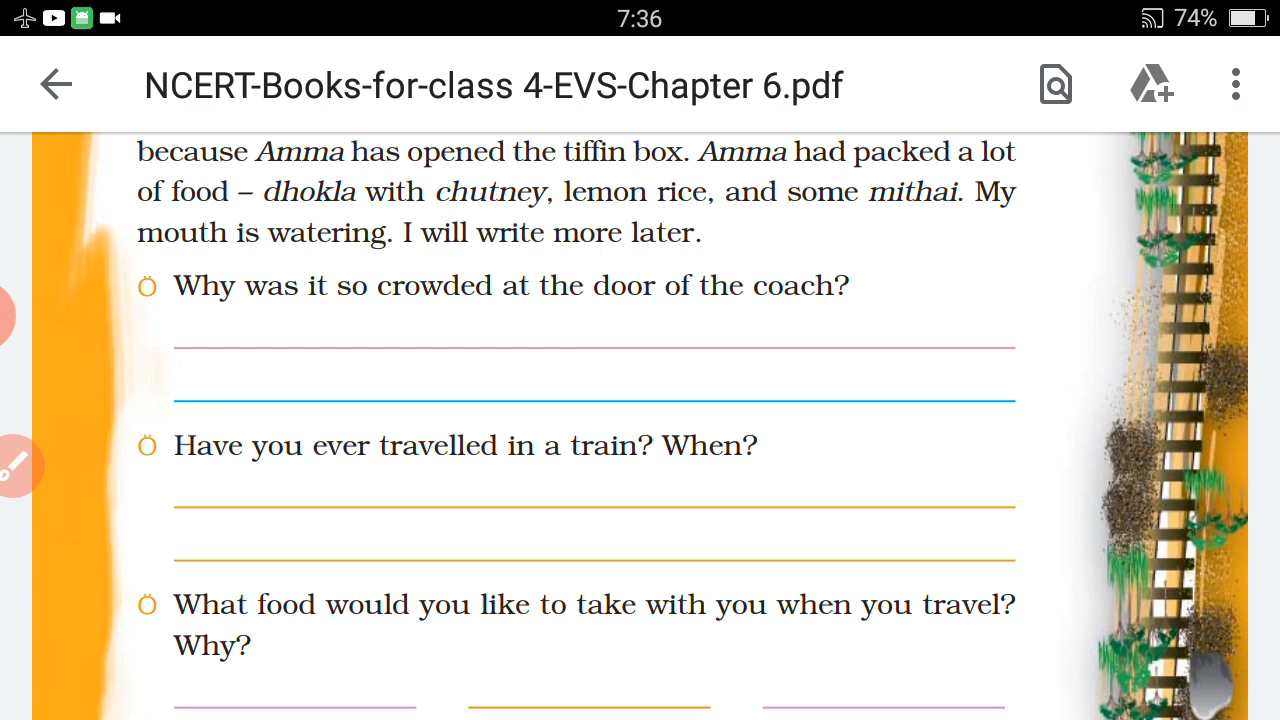 7:36
74%
NCERT-Books-for-class 4-EVS-Chapter 6.pdf
because Amma has opened the tiffin box. Amma had packed a lot
of food – dhokla with chutney, lemon rice, and some mithai. My
mouth is watering. I will write more later.
Ö Why was it so crowded at the door of the coach?
Ö Have you ever travelled in a train? When?
Ö What food would you like to take with you when you travel?
Why?